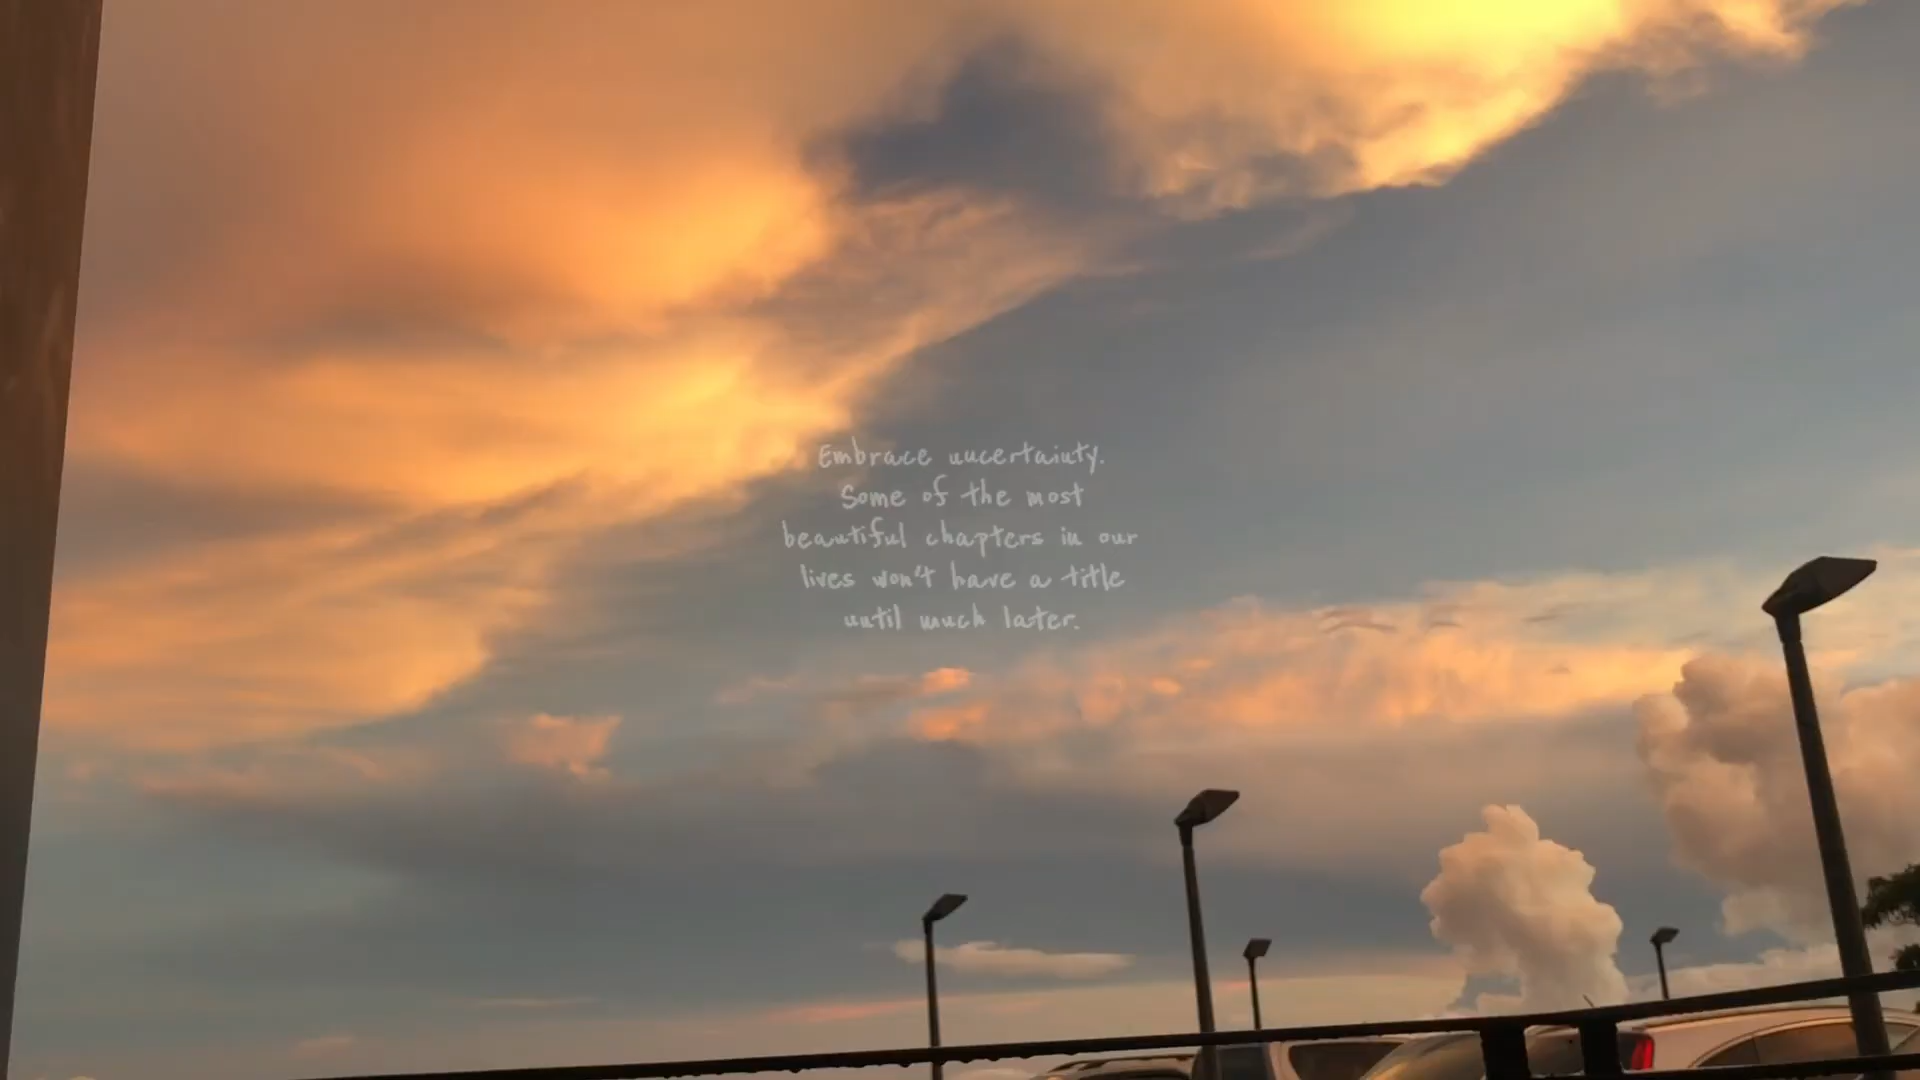 Embrace uncertainty.
Some of the most
beautiful chapters in our
lives won't have a title
until much later.